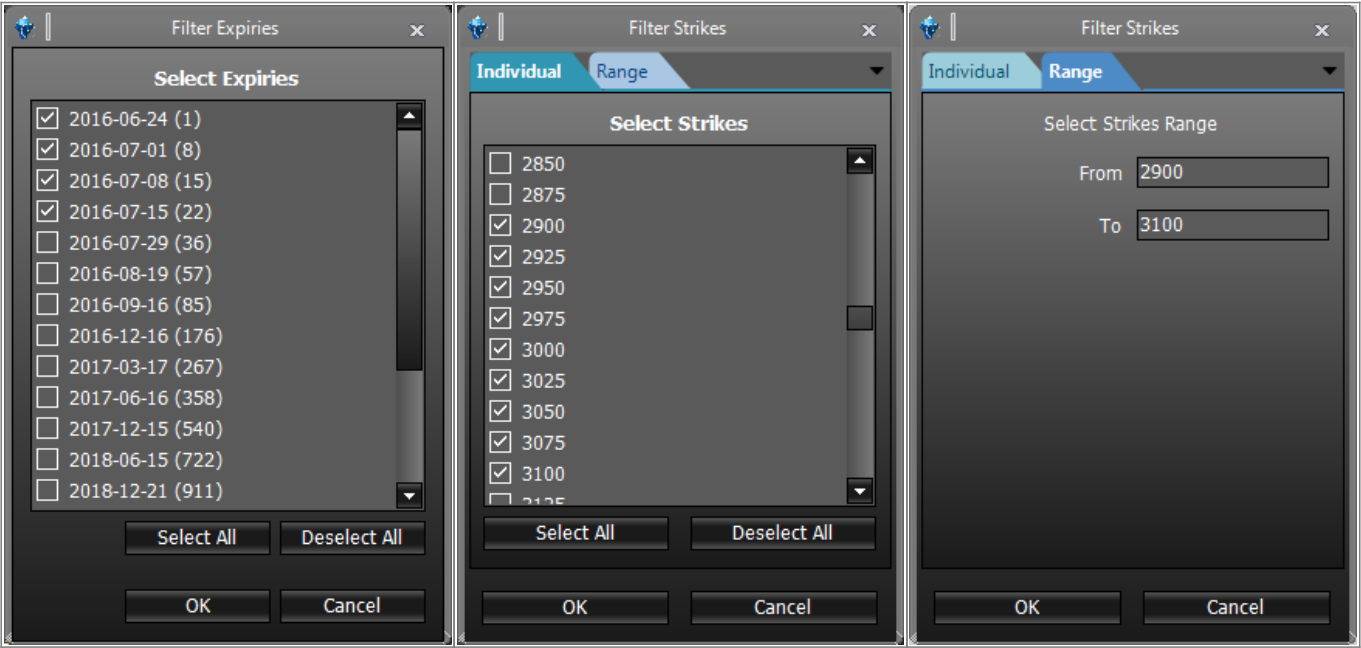 Filter Expiries
x
Select Expiries
2016-06-24 (1)
2016-07-01 (8)
2016-07-08 (15)
2016-07-15 (22)
2016-07-29 (36)
2016-08-19 (57)
2016-09-16 (85)
2016-12-16 (176)
2017-03-17 (267)
2017-06-16 (358)
2017-12-15 (540)
2018-06-15 (722)
2018-12-21 (911)
Select All Deselect All
OK Cancel
Filter Strikes
x
Individual Range
Select Strikes
2850
2875
2900
2925
2950
2975
3000
3025
3050
3075
3100
3125
Select All Deselect All
OK Cancel
Filter Strikes
x
Individual Range
Select Strikes Range
From 2900
To 3100
OK Cancel